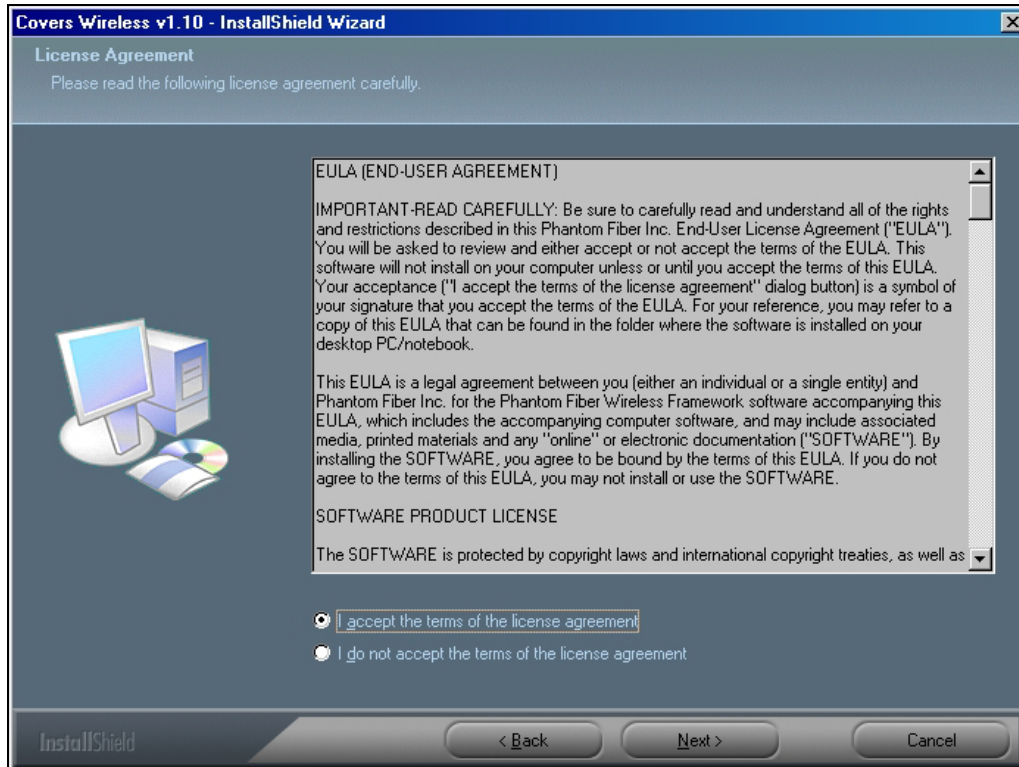 Covers Wireless v1.10 - InstallShield Wizard
License Agreement
Please read the following license agreement carefully.
EULA (END-USER AGREEMENT)
IMPORTANT-READ CAREFULLY: Be sure to carefully read and understand all of the rights
and restrictions described in this Phantom Fiber Inc. End-User License Agreement ("EULA").
You will be asked to review and either accept or not accept the terms of the EULA. This
software will not install on your computer unless or until you accept the terms of this EULA.
Your acceptance ("I accept the terms of the license agreement" dialog button) is a symbol of
your signature that you accept the terms of the EULA. For your reference, you may refer to a
copy of this EULA that can be found in the folder where the software is installed on your
desktop PC/notebook.
This EULA is a legal agreement between you (either an individual or a single entity) and
Phantom Fiber Inc. for the Phantom Fiber Wireless Framework software accompanying this
EULA, which includes the accompanying computer software, and may include associated
media, printed materials and any "online" or electronic documentation ("SOFTWARE"). By
installing the SOFTWARE, you agree to be bound by the terms of this EULA. If you do not
agree to the terms of this EULA, you may not install or use the SOFTWARE.
SOFTWARE PRODUCT LICENSE
The SOFTWARE is protected by copyright laws and international copyright treaties, as well as
I accept the terms of the license agreement
I do not accept the terms of the license agreement
InstallShield
< Back
Next >
Cancel